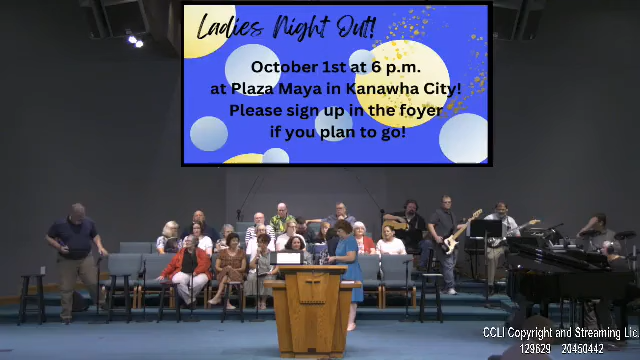 Ladies Night Out!
October 1st at 6 p.m.
at Plaza Maya in Kanawha City!
Please sign up in the foyer
if you plan to go!
CCLI Copyright and Streaming Lic.
129829    20450442